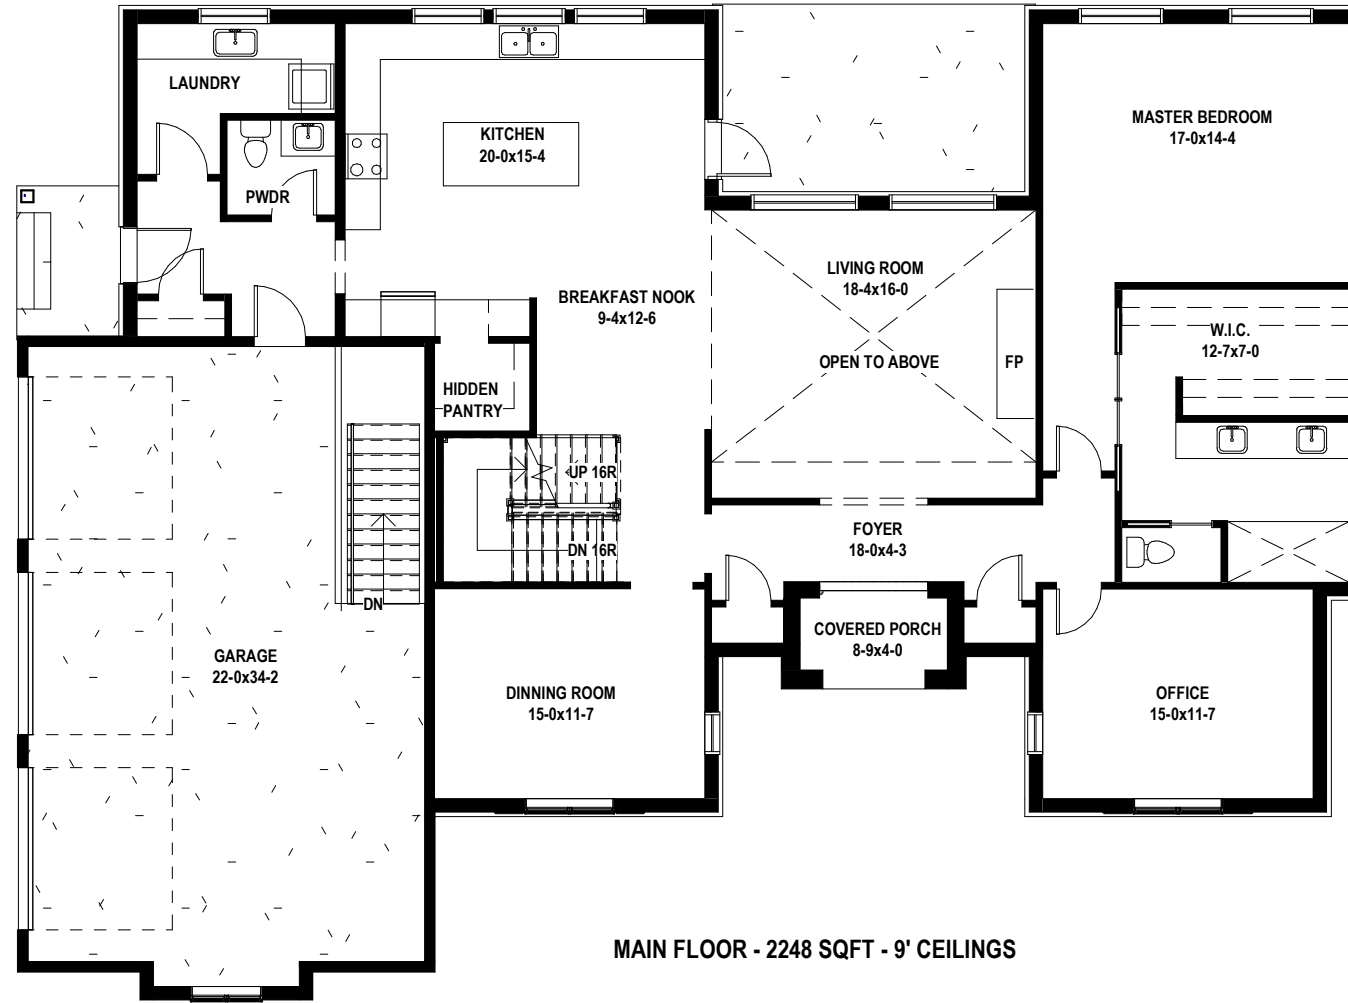 LAUNDRY
PWDR
KITCHEN
20-0x15-4
MASTER BEDROOM
17-0x14-4
BREAKFAST NOOK
9-4x12-6
LIVING ROOM
18-4x16-0
OPEN TO ABOVE
FP
W.I.C.
12-7x7-0
HIDDEN
PANTRY
UP 16R
DN 16R
FOYER
18-0x4-3
DN
GARAGE
22-0x34-2
COVERED PORCH
8-9x4-0
DINNING ROOM
15-0x11-7
OFFICE
15-0x11-7
MAIN FLOOR - 2248 SQFT - 9' CEILINGS